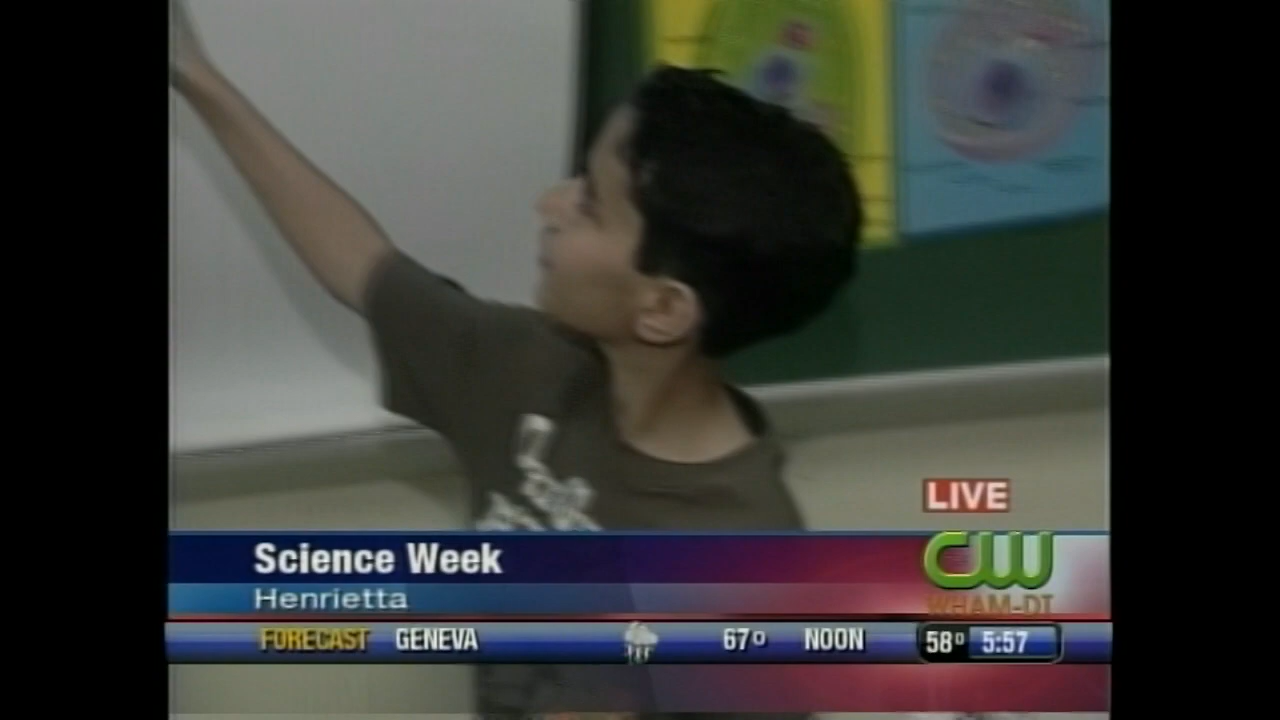 LIVE
Science Week
CW
Henrietta
WHAM-DT
FORECAST GENEVA 67° NOON 58° 5:57